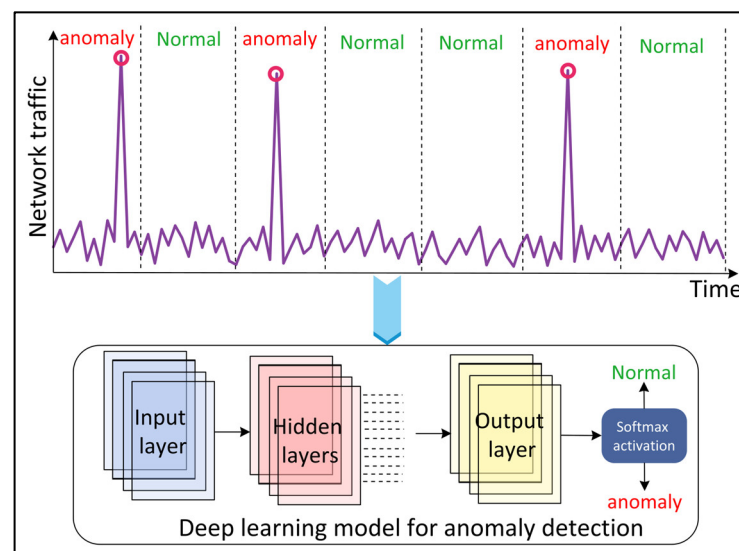 anomaly Normal anomaly Normal Normal anomaly Normal
Network traffic
Time
Input
layer
Hidden
layers
Output
layer
Normal
Softmax
activation
anomaly
Deep learning model for anomaly detection